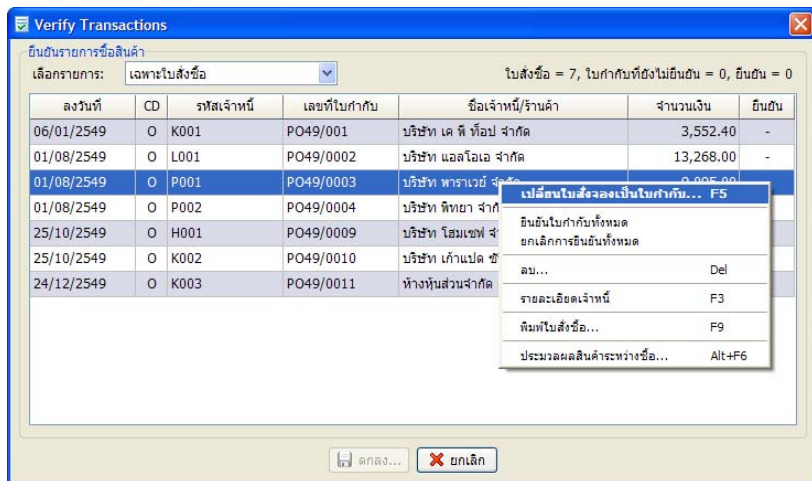 Verify Transactions
ยืนยันรายการซื้อสินค้า
เลือกรายการ: เฉพาะใบสั่งซื้อ ใบสั่งซื้อ = 7, ใบกำกับที่ยังไม่ยืนยัน = 0, ยืนยัน = 0
ลงวันที่ CD รหัสเจ้าหนี้ เลขที่ใบกำกับ ชื่อเจ้าหนี้/ร้านค้า จำนวนเงิน ยืนยัน
06/01/2549 O K001 PO49/001 บริษัท เค พี ท็อป จำกัด 3,552.40 -
01/08/2549 O L001 PO49/0002 บริษัท แอลโอเอ จำกัด 13,268.00 -
01/08/2549 O P001 PO49/0003 บริษัท พาราเวย์ จำกัด
เปลี่ยนใบสั่งจองเป็นใบกำกับ... F5
01/08/2549 O P002 PO49/0004 บริษัท พิทยา
ยืนยันใบกำกับทั้งหมด
25/10/2549 O H001 PO49/0009 บริษัท โฮมเซฟ
ยกเลิกการยืนยันทั้งหมด
25/10/2549 O K002 PO49/0010 บริษัท เก้าแปด
ลบ... Del
24/12/2549 O K003 PO49/0011 ห้างหุ้นส่วนจำกัด
รายละเอียดเจ้าหนี้ F3
พิมพ์ใบสั่งซื้อ... F9
ประมวลผลสินค้าระหว่างซื้อ... Alt+F6
ตกลง... ยกเลิก